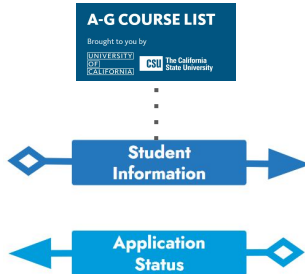 A-G COURSE LIST
Brought to you by
UNIVERSITY
OF
CALIFORNIA
CSU The California
State University
Student
Information
Application
Status